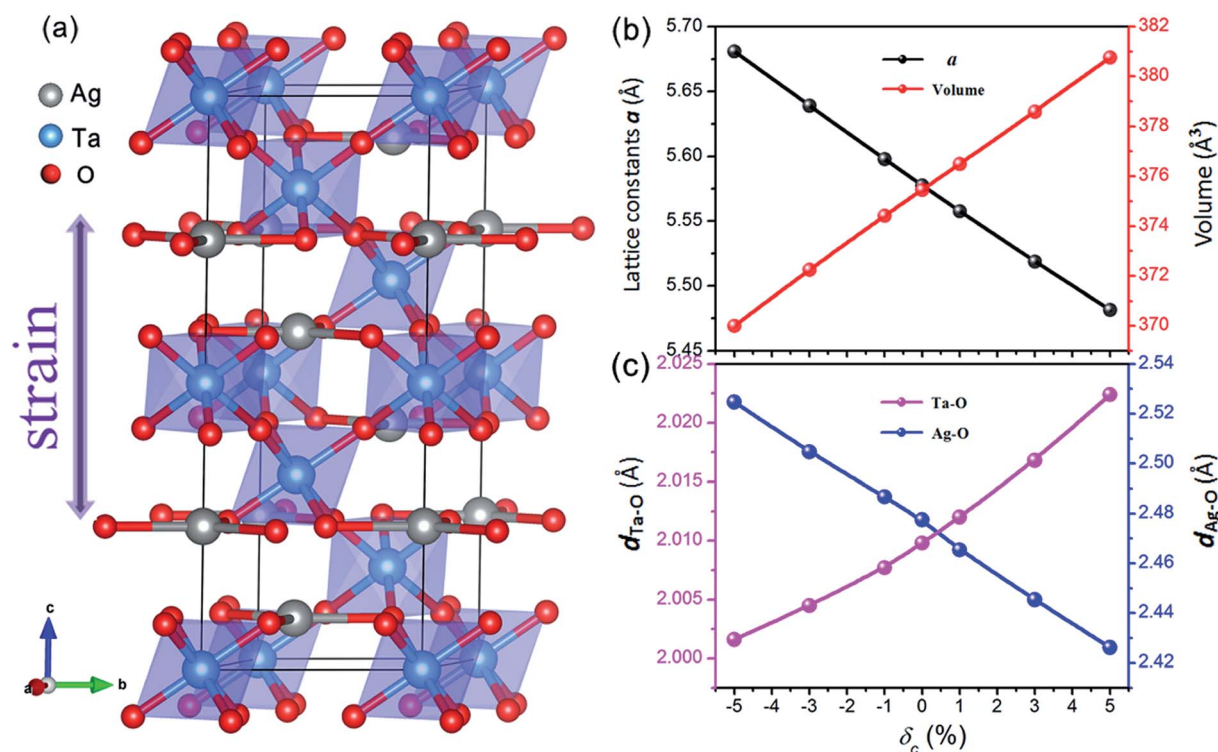 (a)
Ag
Ta
O
strain
c
a
b
(b)
5.70
5.65
5.60
5.55
5.50
5.45
Lattice constants a (Å)
a
Volume
382
380
378
376
374
372
370
Volume (Å³)
(c)
2.025
2.020
2.015
2.010
2.005
2.000
d_Ta-O (Å)
Ta-O
Ag-O
2.54
2.52
2.50
2.48
2.46
2.44
2.42
d_Ag-O (Å)
-5 -4 -3 -2 -1 0 1 2 3 4 5
δ_c (%)